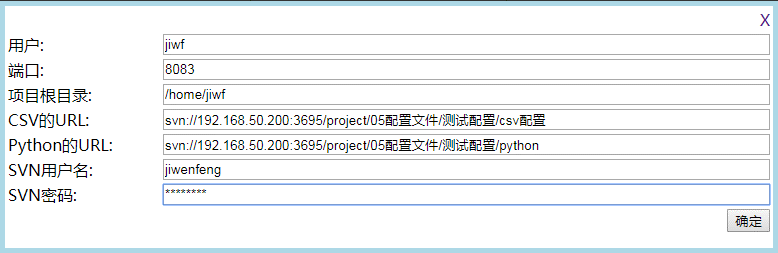 X
用户: jiwf
端口: 8083
项目根目录: /home/jiwf
CSV的URL: svn://192.168.50.200:3695/project/05配置文件/测试配置/csv配置
Python的URL: svn://192.168.50.200:3695/project/05配置文件/测试配置/python
SVN用户名: jiwenfeng
SVN密码: ********
确定